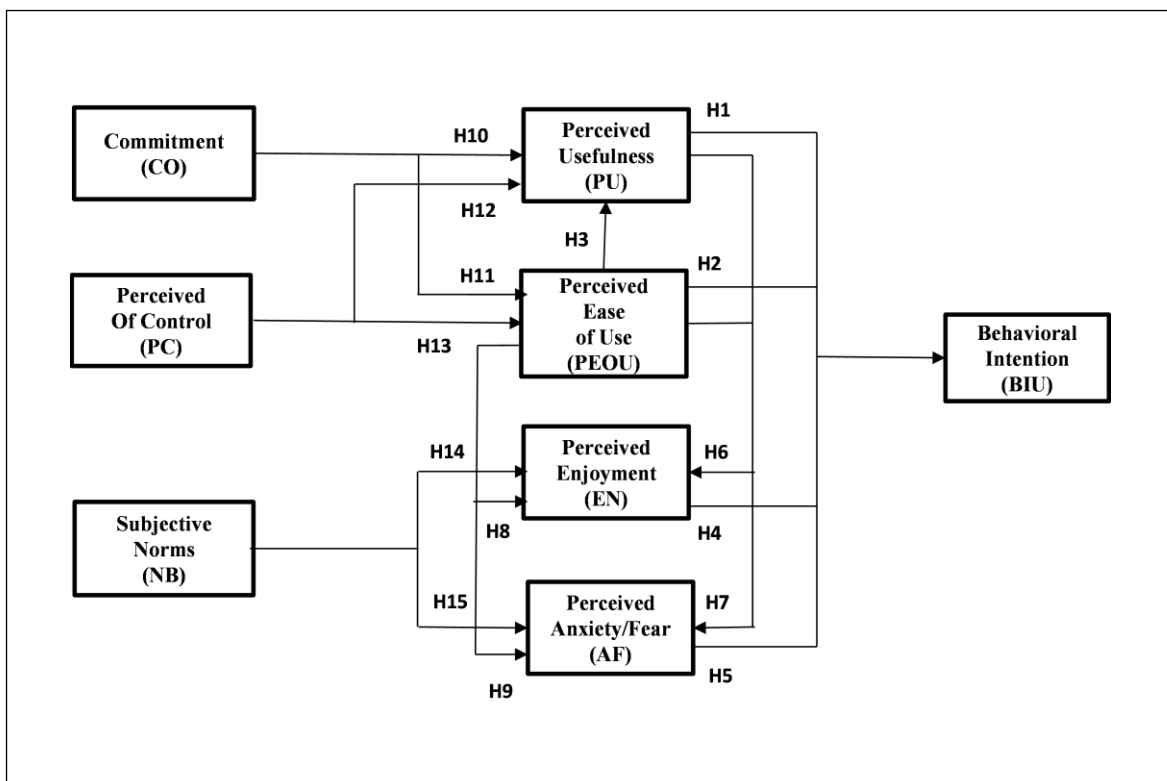 Commitment
(CO)
Perceived
Of Control
(PC)
Subjective
Norms
(NB)
H10
H12
H11
H13
H14
H8
H15
H9
Perceived
Usefulness
(PU)
H3
Perceived
Ease
of Use
(PEOU)
Perceived
Enjoyment
(EN)
Perceived
Anxiety/Fear
(AF)
H1
H2
H6
H4
H7
H5
Behavioral
Intention
(BIU)